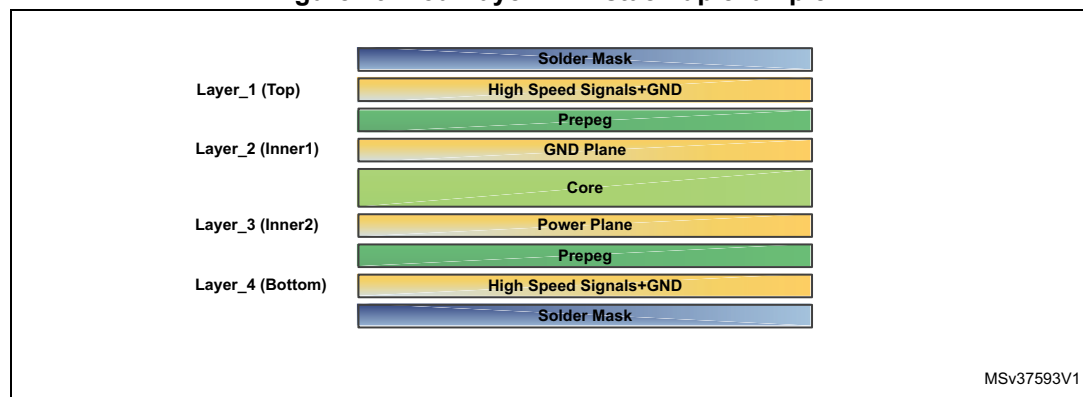 Solder Mask
Layer_1 (Top) High Speed Signals+GND
Prepeg
Layer_2 (Inner1) GND Plane
Core
Layer_3 (Inner2) Power Plane
Prepeg
Layer_4 (Bottom) High Speed Signals+GND
Solder Mask
MSv37593V1